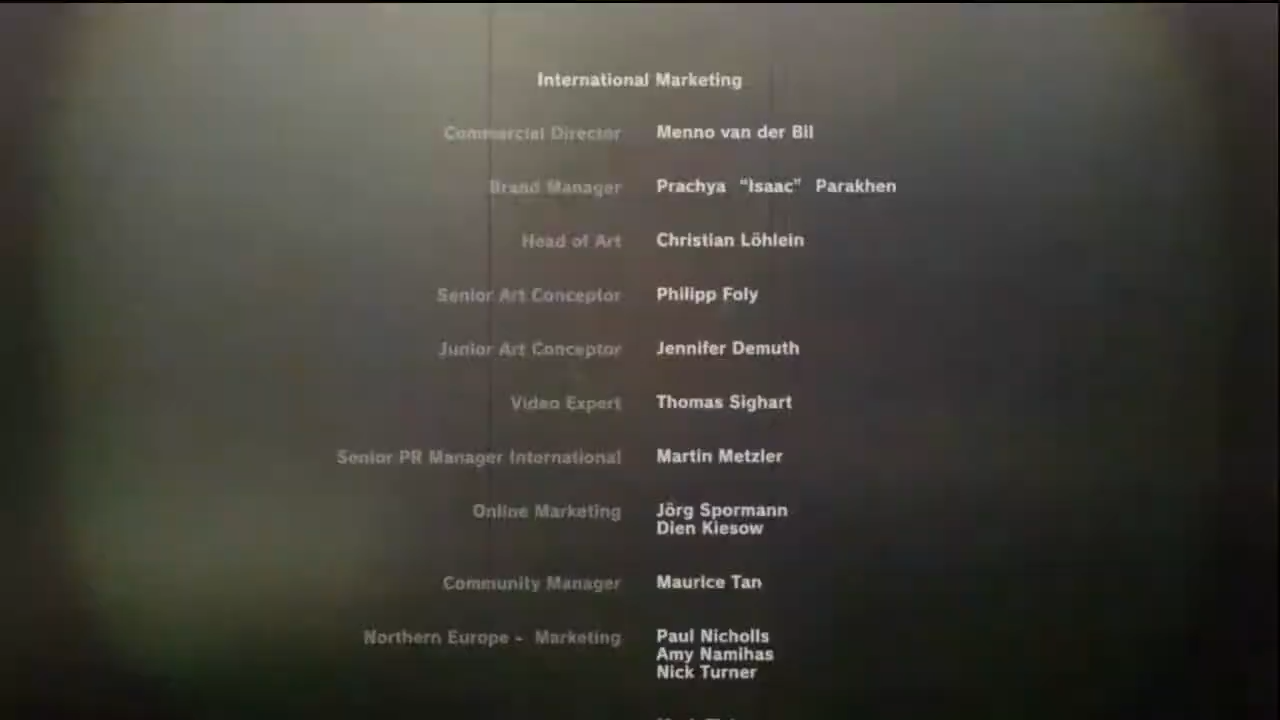 International Marketing
Commercial Director Menno van der Bil
Brand Manager Prachya “Isaac” Parakhen
Head of Art Christian Löhlein
Senior Art Conceptor Philipp Foly
Junior Art Conceptor Jennifer Demuth
Video Expert Thomas Sighart
Senior PR Manager International Martin Metzler
Online Marketing Jörg Spormann
Dien Kiesow
Community Manager Maurice Tan
Northern Europe - Marketing Paul Nicholls
Amy Namihas
Nick Turner